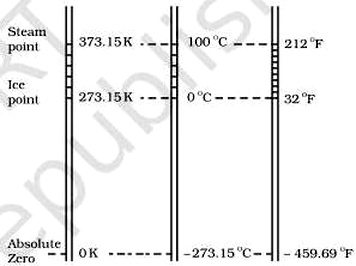 Steam
point
373.15 K
100 °C
212 °F
Ice
point
273.15 K
0 °C
32 °F
Absolute
Zero
0 K
–273.15 °C
– 459.69 °F